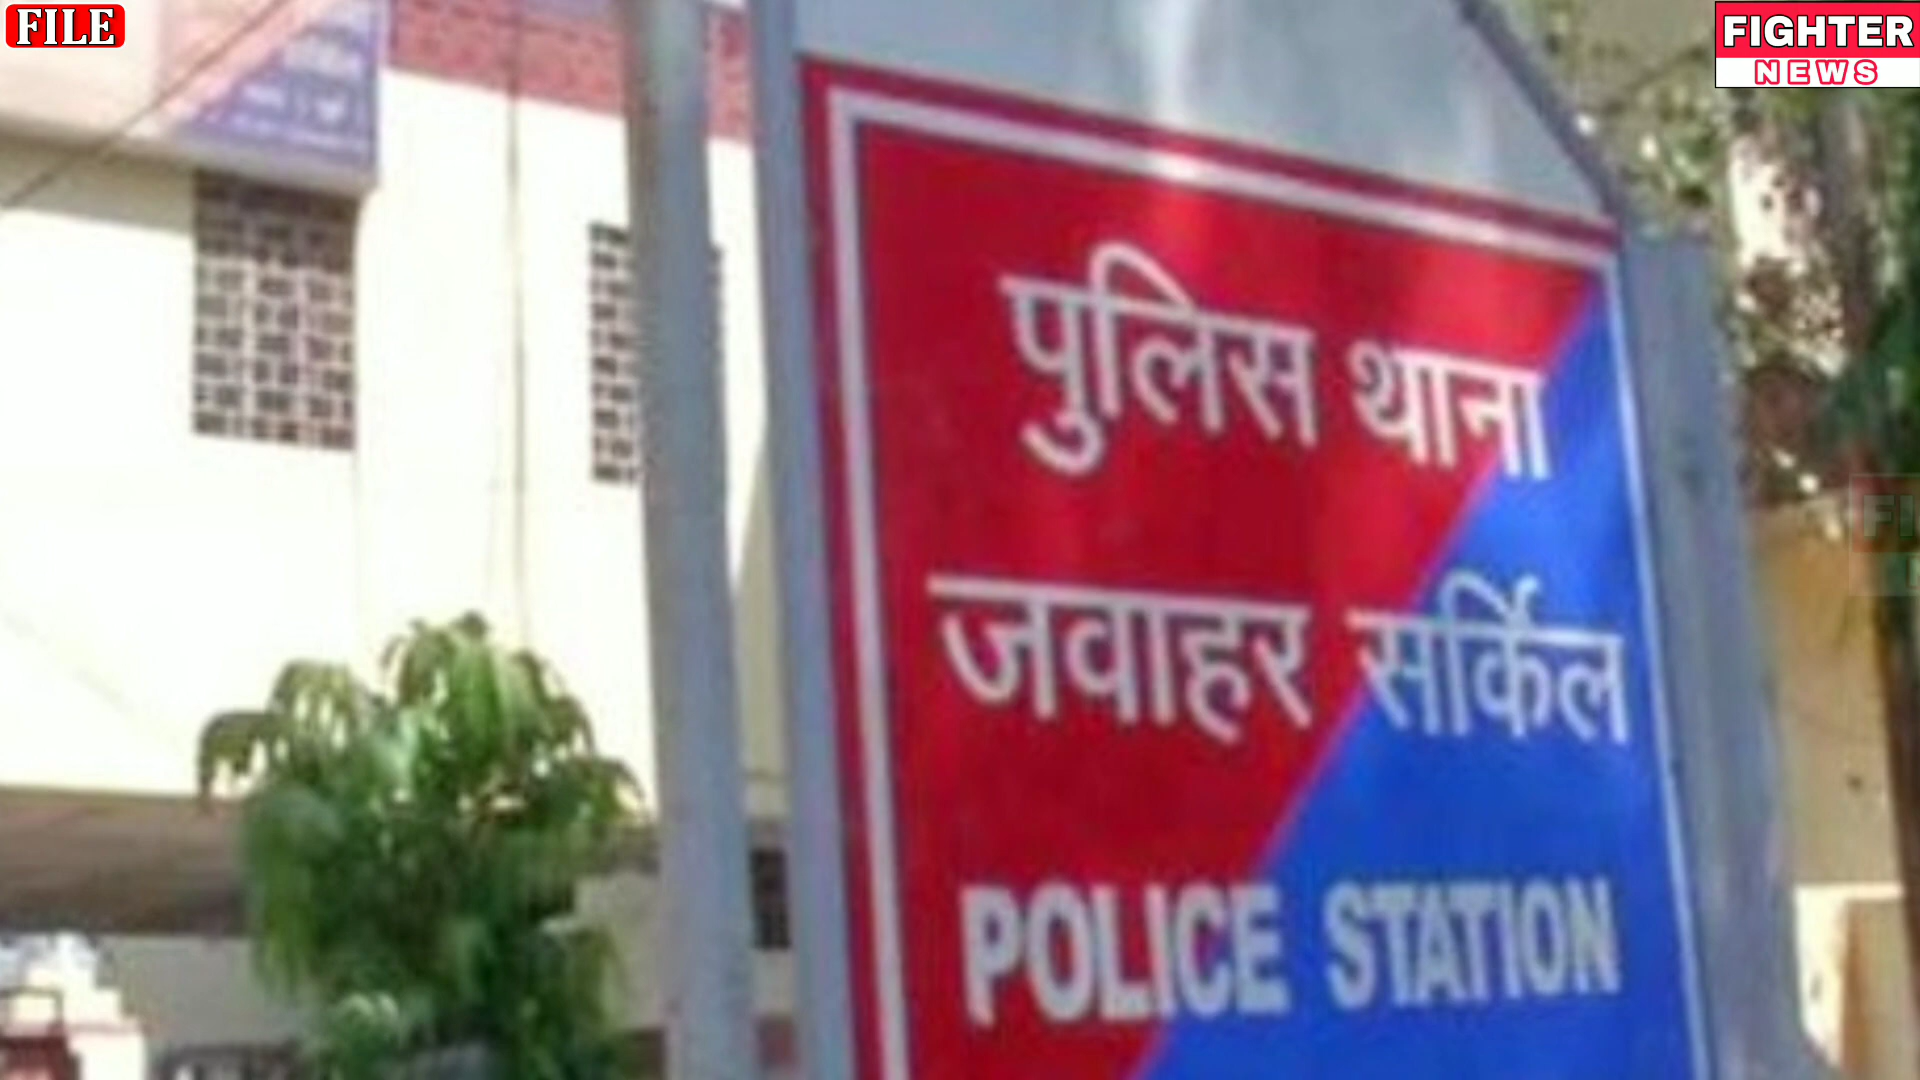 FILE
FIGHTER
NEWS
पुलिस थाना
जवाहर सर्किल
POLICE STATION